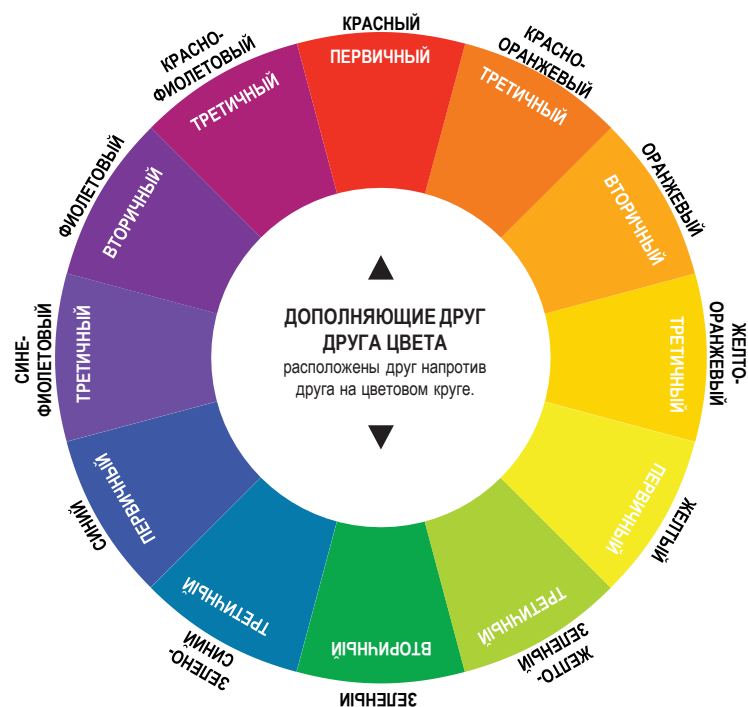 КРАСНЫЙ
ПЕРВИЧНЫЙ
КРАСНО-
ОРАНЖЕВЫЙ
ТРЕТИЧНЫЙ
ОРАНЖЕВЫЙ
ВТОРИЧНЫЙ
ЖЕЛТО-
ОРАНЖЕВЫЙ
ТРЕТИЧНЫЙ
ЖЕЛТЫЙ
ПЕРВИЧНЫЙ
ЖЕЛТО-
ЗЕЛЕНЫЙ
ТРЕТИЧНЫЙ
ЗЕЛЕНЫЙ
ВТОРИЧНЫЙ
ЗЕЛЕНО-
СИНИЙ
ТРЕТИЧНЫЙ
СИНИЙ
ПЕРВИЧНЫЙ
СИНЕ-
ФИОЛЕТОВЫЙ
ТРЕТИЧНЫЙ
ФИОЛЕТОВЫЙ
ВТОРИЧНЫЙ
КРАСНО-
ФИОЛЕТОВЫЙ
ТРЕТИЧНЫЙ
ДОПОЛНЯЮЩИЕ ДРУГ
ДРУГА ЦВЕТА
расположены друг напротив
друга на цветовом круге.